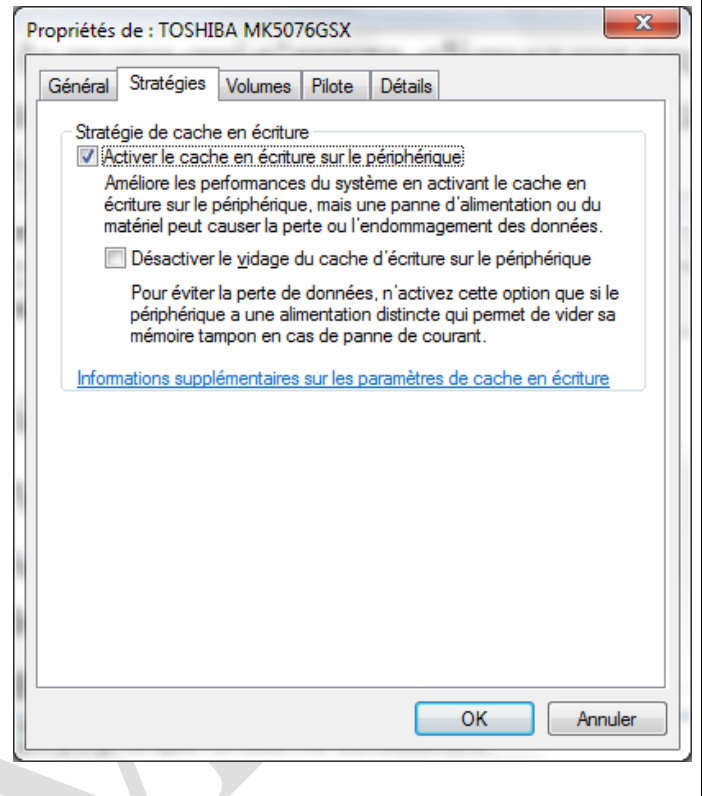 Propriétés de : TOSHIBA MK5076GSX
Général Stratégies Volumes Pilote Détails
Stratégie de cache en écriture
Activer le cache en écriture sur le périphérique
Améliore les performances du système en activant le cache en
écriture sur le périphérique, mais une panne d'alimentation ou du
matériel peut causer la perte ou l'endommagement des données.
Désactiver le vidage du cache d'écriture sur le périphérique
Pour éviter la perte de données, n'activez cette option que si le
périphérique a une alimentation distincte qui permet de vider sa
mémoire tampon en cas de panne de courant.
Informations supplémentaires sur les paramètres de cache en écriture
OK Annuler